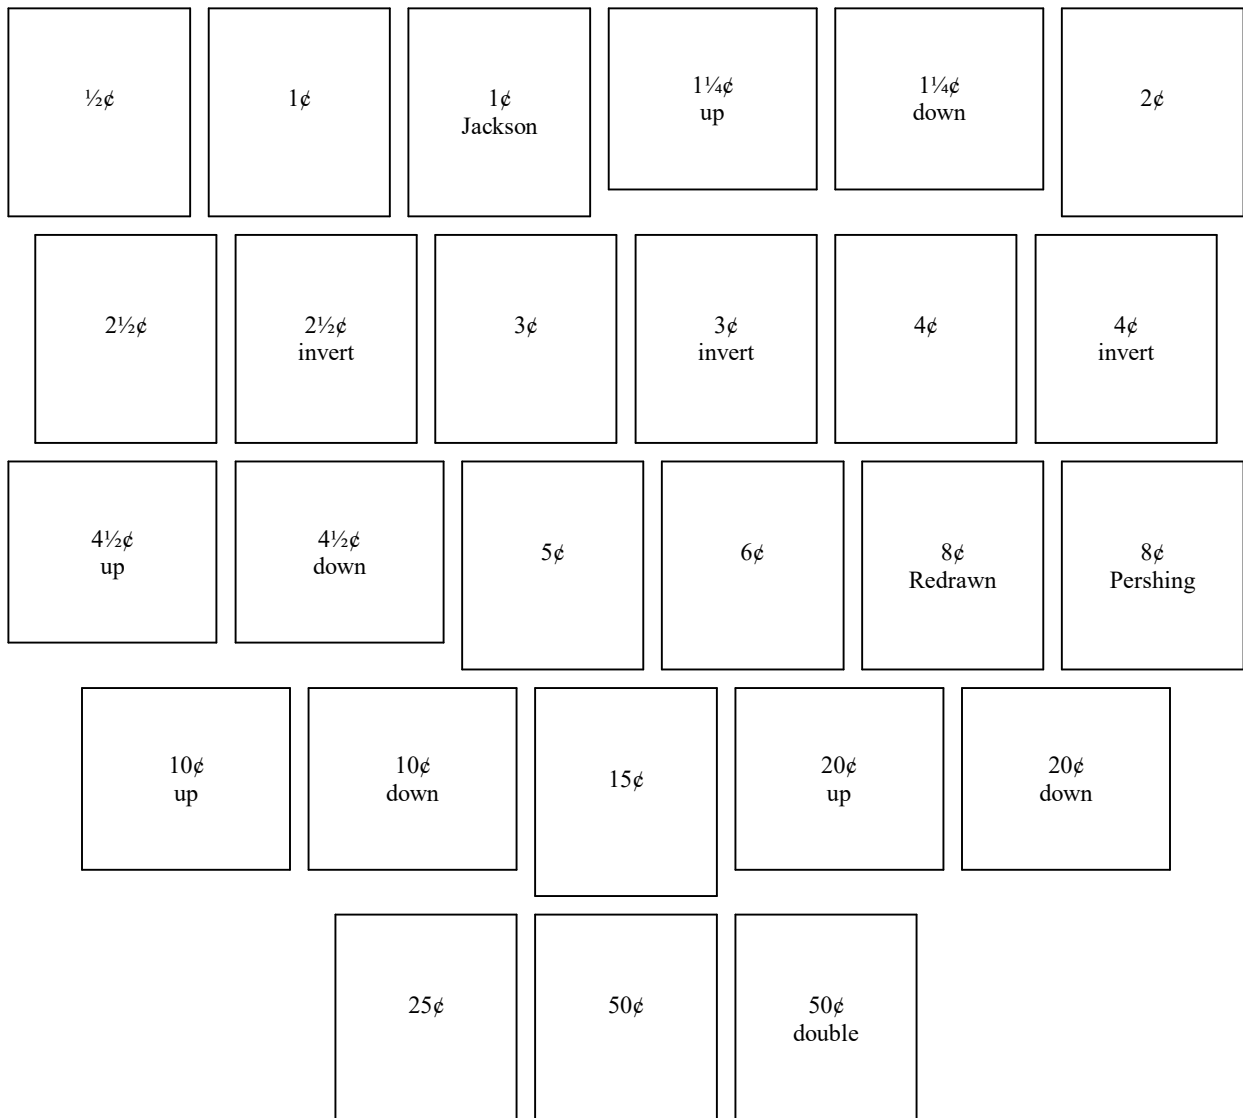 ½¢
1¢
1¢
Jackson
1¼¢
up
1¼¢
down
2¢
2½¢
2½¢
invert
3¢
3¢
invert
4¢
4¢
invert
4½¢
up
4½¢
down
5¢
6¢
8¢
Redrawn
8¢
Pershing
10¢
up
10¢
down
15¢
20¢
up
20¢
down
25¢
50¢
50¢
double